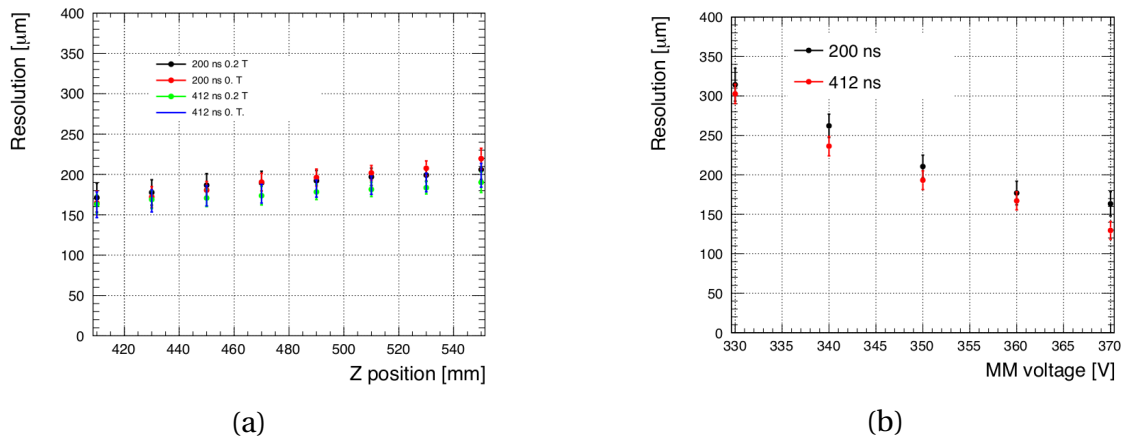 Resolution [μm]
400
350
300
250
200
150
100
50
0
200 ns 0.2 T
200 ns 0. T
412 ns 0.2 T
412 ns 0. T.
420 440 460 480 500 520 540
Z position [mm]
(a)
Resolution [μm]
400
350
300
250
200
150
100
50
0
200 ns
412 ns
330 335 340 345 350 355 360 365 370
MM voltage [V]
(b)